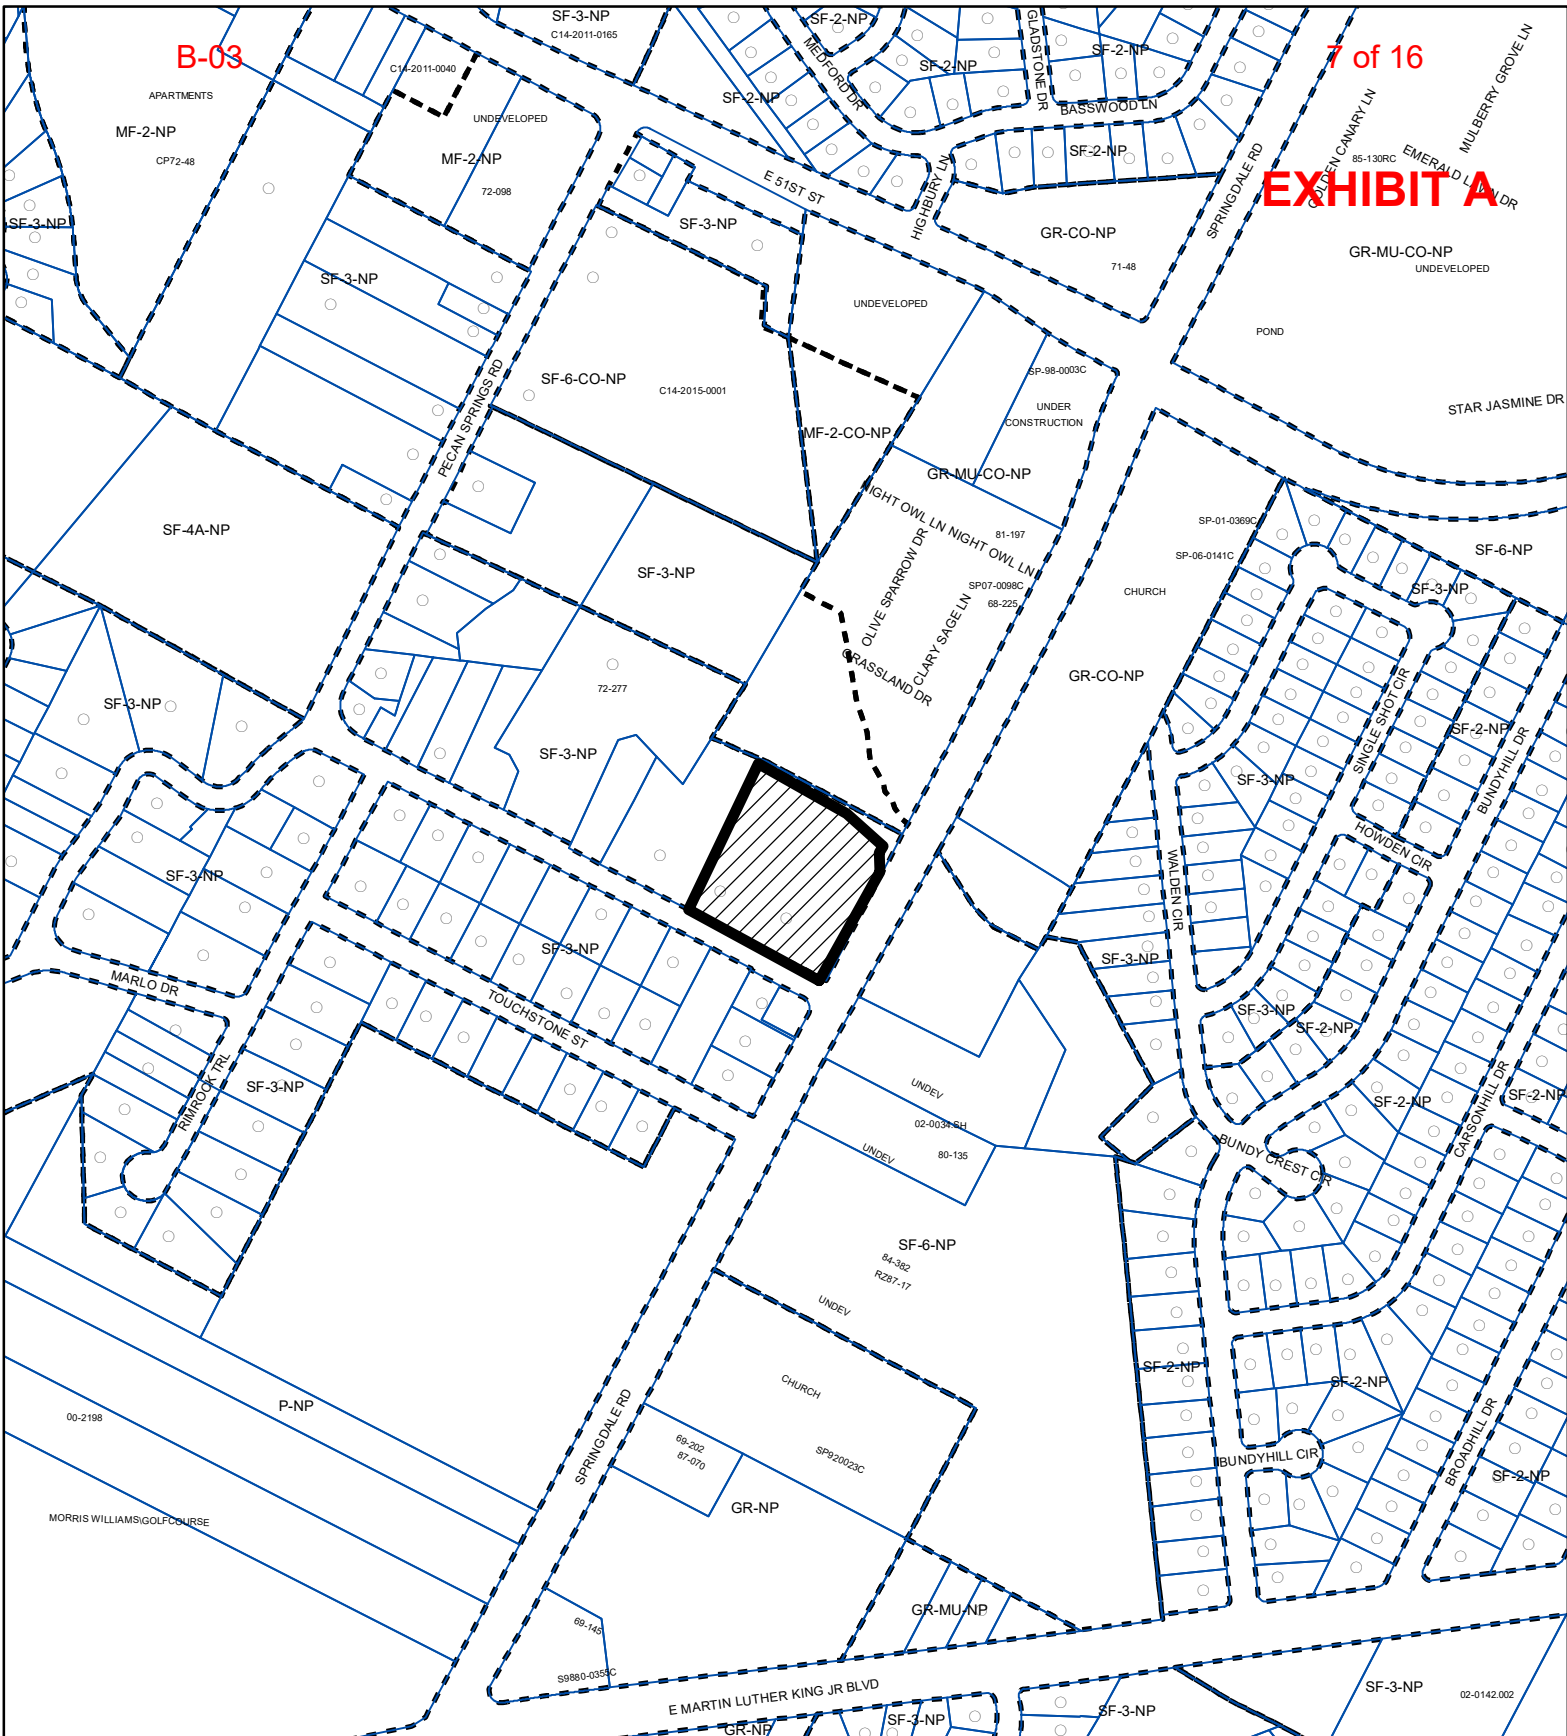 SF-3-NP
C14-2011-0165
SF-2-NP
GLADSTONE DR
SF-2-NP
B-03
7 of 16
MULBERRY GROVE LN
MEDFORD DR
SF-2-NP
C14-2011-0040
APARTMENTS
SF-2-NP
BASSWOOD LN
GOLDEN CANARY LN
MF-2-NP
UNDEVELOPED
CP72-48
MF-2-NP
SF-2-NP
85-130RC
EMERALD LAWN DR
EXHIBIT A
72-098
E 51ST ST
HIGHBURY LN
SPRINGDALE RD
SF-3-NP
SF-3-NP
GR-CO-NP
GR-MU-CO-NP
UNDEVELOPED
71-48
SF-3-NP
UNDEVELOPED
POND
SF-6-CO-NP
C14-2015-0001
SP-98-0003C
UNDER
CONSTRUCTION
STAR JASMINE DR
PECAN SPRINGS RD
MF-2-CO-NP
GR-MU-CO-NP
NIGHT OWL LN NIGHT OWL LN
SF-4A-NP
81-197
SP-01-0369C
SP-06-0141C
SF-6-NP
SF-3-NP
OLIVE SPARROW DR
SP07-0098C
68-225
CHURCH
SF-3-NP
CLARY SAGE LN
GRASSLAND DR
GR-CO-NP
72-277
SF-3-NP
SF-3-NP
SINGLE SHOT CIR
SF-2-NP
BUNDYHILL DR
SF-3-NP
HOWDEN CIR
WALDEN CIR
SF-3-NP
SF-3-NP
SF-3-NP
MARLO DR
TOUCHSTONE ST
SF-3-NP
SF-2-NP
RIMROCK TRL
SF-3-NP
UNDEV
02-0034.SH
SF-2-NP
SF-2-NP
CARSONHILL DR
UNDEV
80-135
BUNDY CREST CIR
SF-6-NP
84-382
RZ87-17
UNDEV
SF-2-NP
SF-2-NP
CHURCH
P-NP
00-2198
SPRINGDALE RD
69-202
87-070
SP920023C
BUNDYHILL CIR
BROADHILL DR
SF-2-NP
GR-NP
MORRIS WILLIAMS\GOLFCOURSE
GR-MU-NP
69-145
S9880-0355C
E MARTIN LUTHER KING JR BLVD
SF-3-NP
02-0142.002
GR-NP
SF-3-NP
SF-3-NP